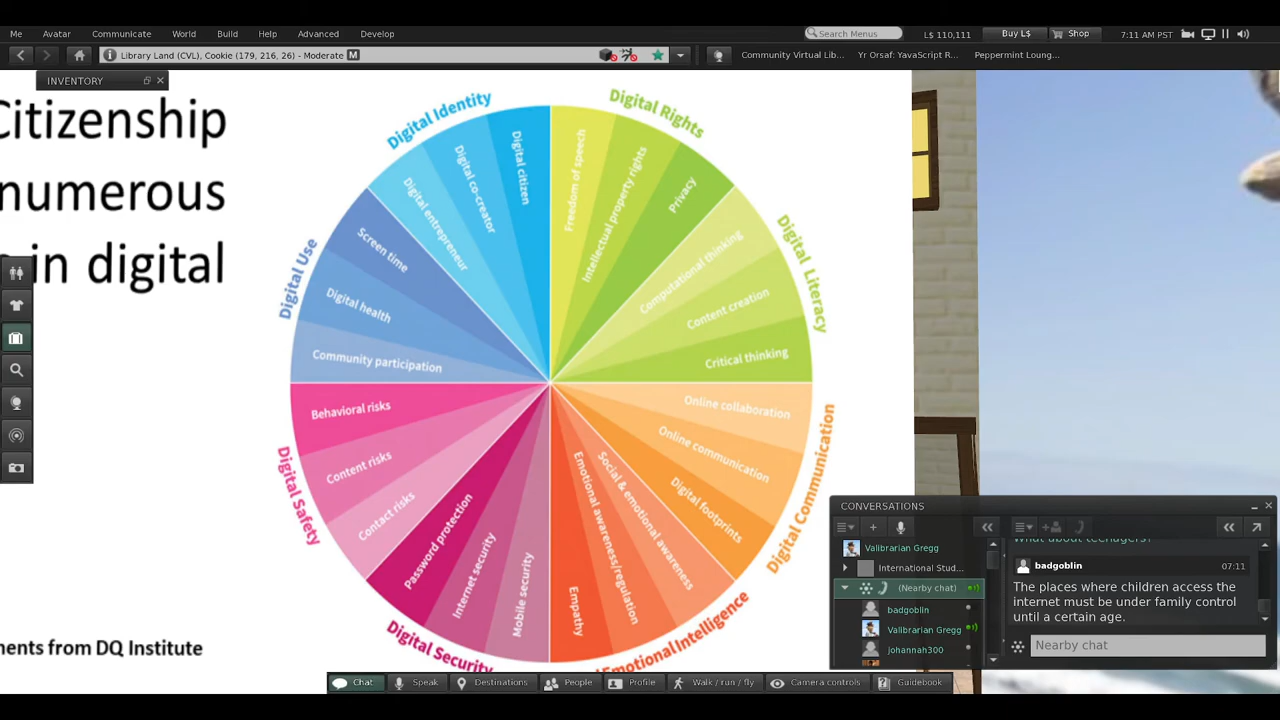 Me Avatar Communicate World Build Help Advanced Develop
Search Menus
L$ 110,111
Buy L$
Shop
7:11 AM PST
Library Land (CVL), Cookie (179, 216, 26) - Moderate M
Community Virtual Lib...
Yr Orsaf: YavaScript R...
Peppermint Loung...
INVENTORY
Citizenship
numerous
in digital
ments from DQ Institute
Digital Identity
Digital citizen
Digital co-creator
Digital entrepreneur
Digital Rights
Freedom of speech
Intellectual property rights
Privacy
Digital Literacy
Computational thinking
Content creation
Critical thinking
Digital Communication
Online collaboration
Online communication
Digital footprints
Emotional Intelligence
Social & emotional awareness
Emotional awareness/regulation
Empathy
Digital Security
Mobile security
Internet security
Password protection
Digital Safety
Contact risks
Content risks
Behavioral risks
Digital Use
Community participation
Digital health
Screen time
CONVERSATIONS
Valibrarian Gregg
International Stud...
(Nearby chat)
badgoblin
Valibrarian Gregg
johannah300
What about teenagers?
badgoblin 07:11
The places where children access the
internet must be under family control
until a certain age.
Nearby chat
Chat Speak Destinations People Profile Walk / run / fly Camera controls Guidebook